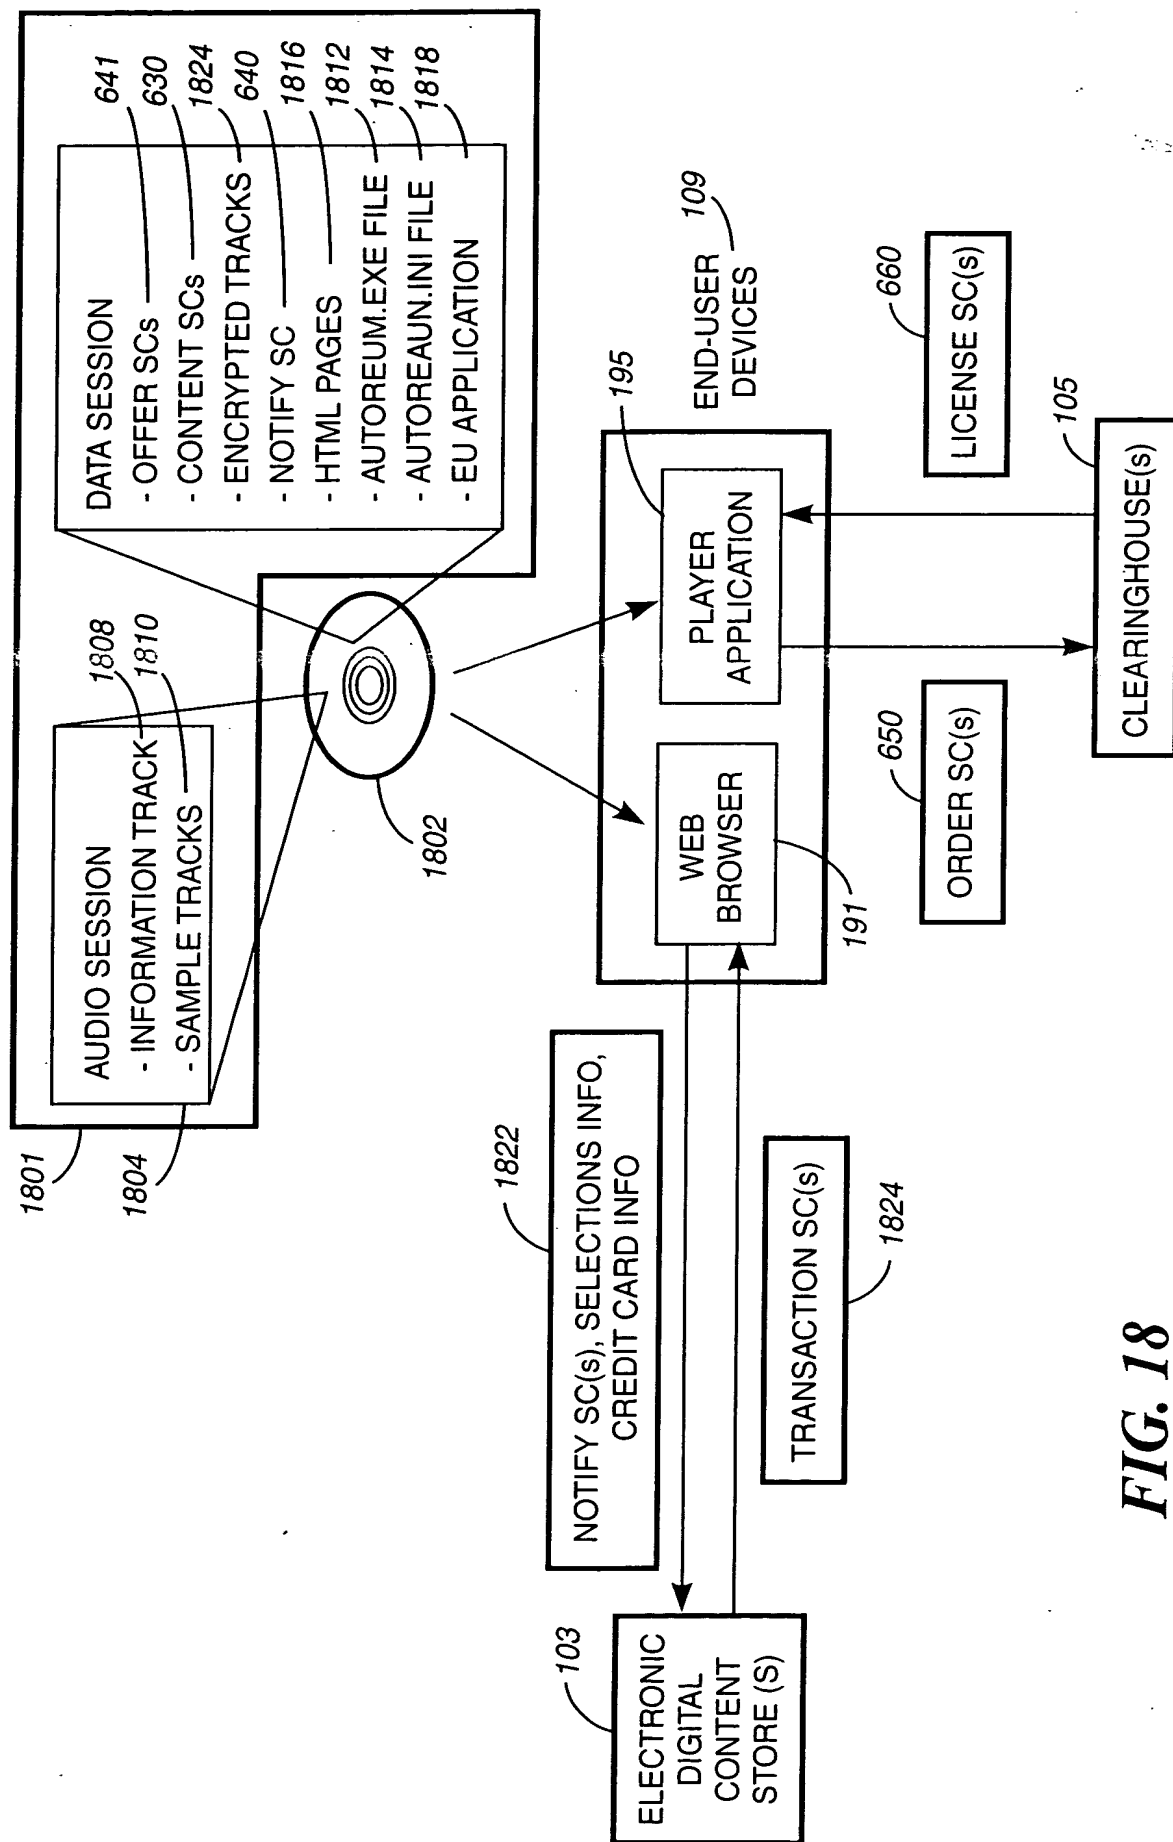 1801
1804
AUDIO SESSION
- INFORMATION TRACK
- SAMPLE TRACKS
1808
1810
DATA SESSION
- OFFER SCs
- CONTENT SCs
- ENCRYPTED TRACKS
- NOTIFY SC
- HTML PAGES
- AUTOREUM.EXE FILE
- AUTOREAUN.INI FILE
- EU APPLICATION
641
630
1824
640
1816
1812
1814
1818
1802
1822
NOTIFY SC(s), SELECTIONS INFO,
CREDIT CARD INFO
WEB
BROWSER
191
PLAYER
APPLICATION
195
END-USER
DEVICES
109
103
ELECTRONIC
DIGITAL
CONTENT
STORE (S)
TRANSACTION SC(s)
1824
650
ORDER SC(s)
660
LICENSE SC(s)
105
CLEARINGHOUSE(s)
FIG. 18